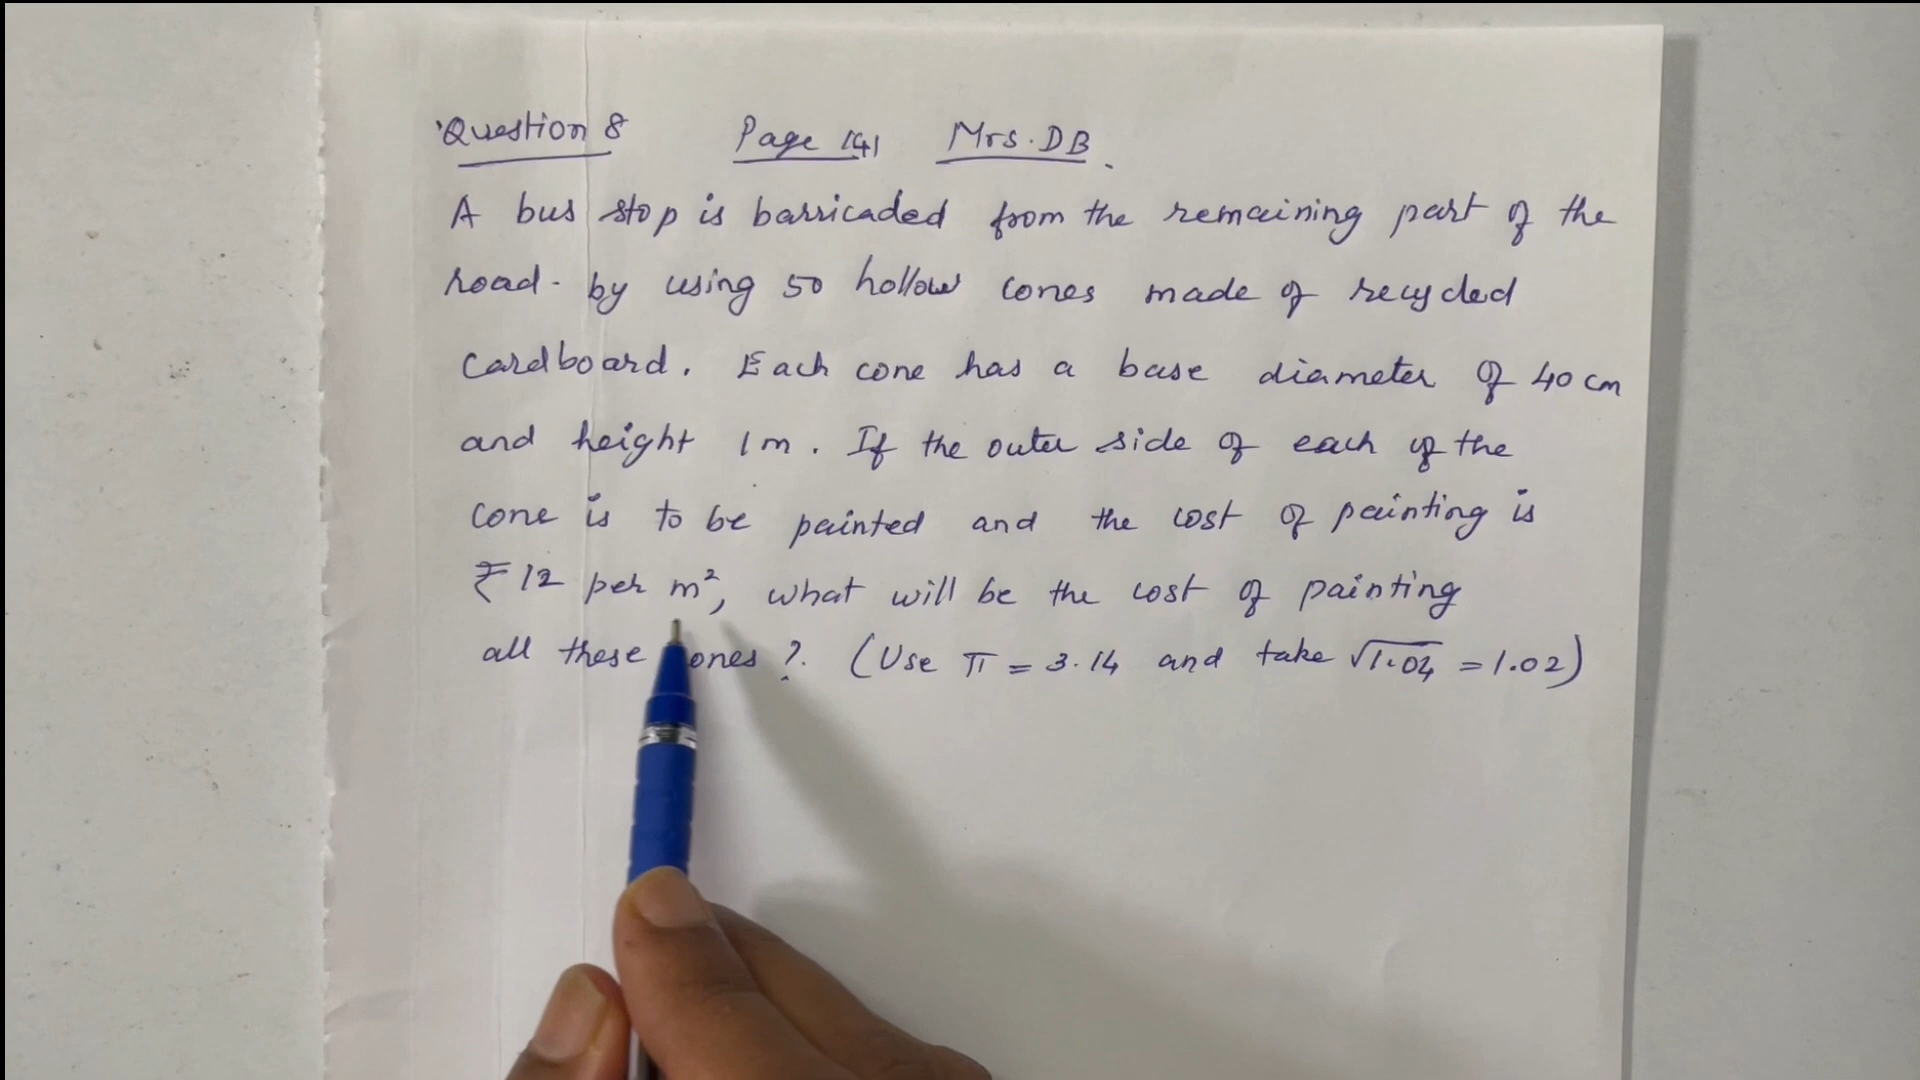 Question 8 Page 141 Mrs. DB.
A bus stop is barricaded from the remaining part of the
road. by using 50 hollow cones made of recycled
cardboard. Each cone has a base diameter of 40 cm
and height 1m. If the outer side of each of the
cone is to be painted and the cost of painting is
₹12 per m², what will be the cost of painting
all these ones ?. (Use π = 3.14 and take √1.04 = 1.02)